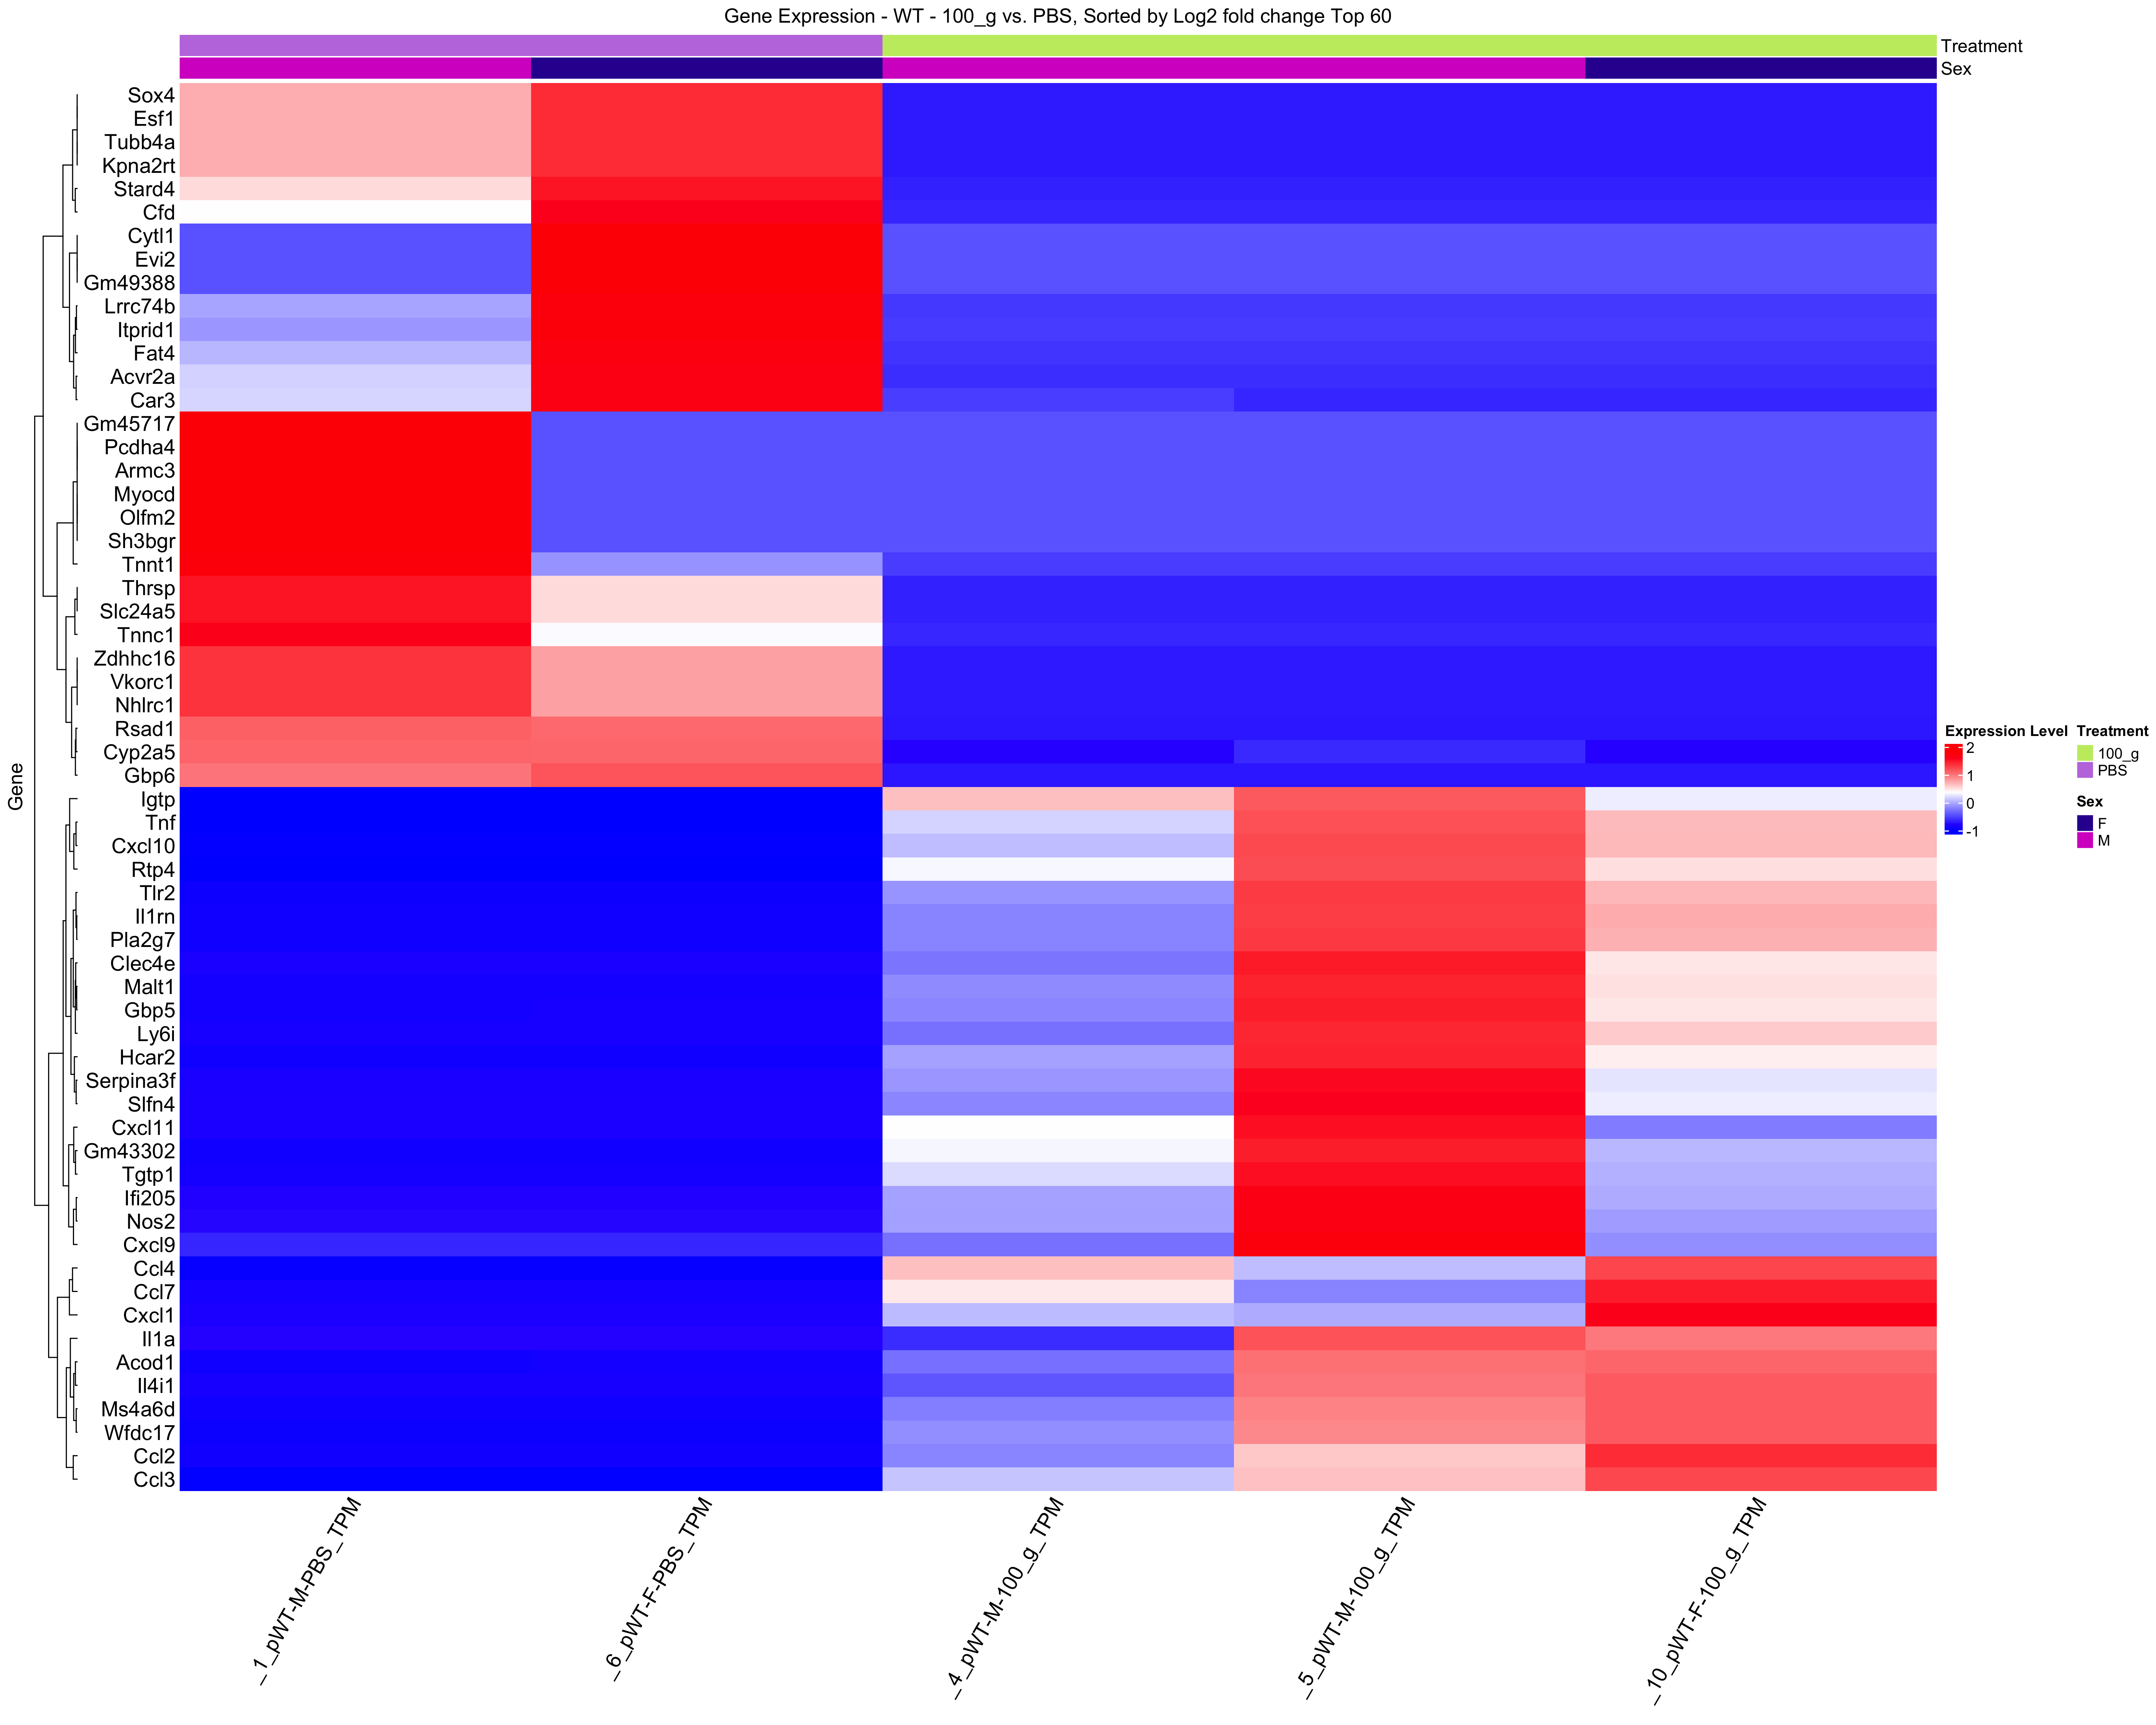 Gene Expression - WT - 100_g vs. PBS, Sorted by Log2 fold change Top 60
Treatment
Sex
Sox4
Esf1
Tubb4a
Kpna2rt
Stard4
Cfd
Cytl1
Evi2
Gm49388
Lrrc74b
Itprid1
Fat4
Acvr2a
Car3
Gm45717
Pcdha4
Armc3
Myocd
Olfm2
Sh3bgr
Tnnt1
Thrsp
Slc24a5
Tnnc1
Zdhhc16
Vkorc1
Nhlrc1
Rsad1
Cyp2a5
Gbp6
Igtp
Tnf
Cxcl10
Rtp4
Tlr2
Il1rn
Pla2g7
Clec4e
Malt1
Gbp5
Ly6i
Hcar2
Serpina3f
Slfn4
Cxcl11
Gm43302
Tgtp1
Ifi205
Nos2
Cxcl9
Ccl4
Ccl7
Cxcl1
Il1a
Acod1
Il4i1
Ms4a6d
Wfdc17
Ccl2
Ccl3
Gene
_1_pWT-M-PBS_TPM
_6_pWT-F-PBS_TPM
_4_pWT-M-100_g_TPM
_5_pWT-M-100_g_TPM
_10_pWT-F-100_g_TPM
Expression Level
2
1
0
-1
Treatment
100_g
PBS
Sex
F
M